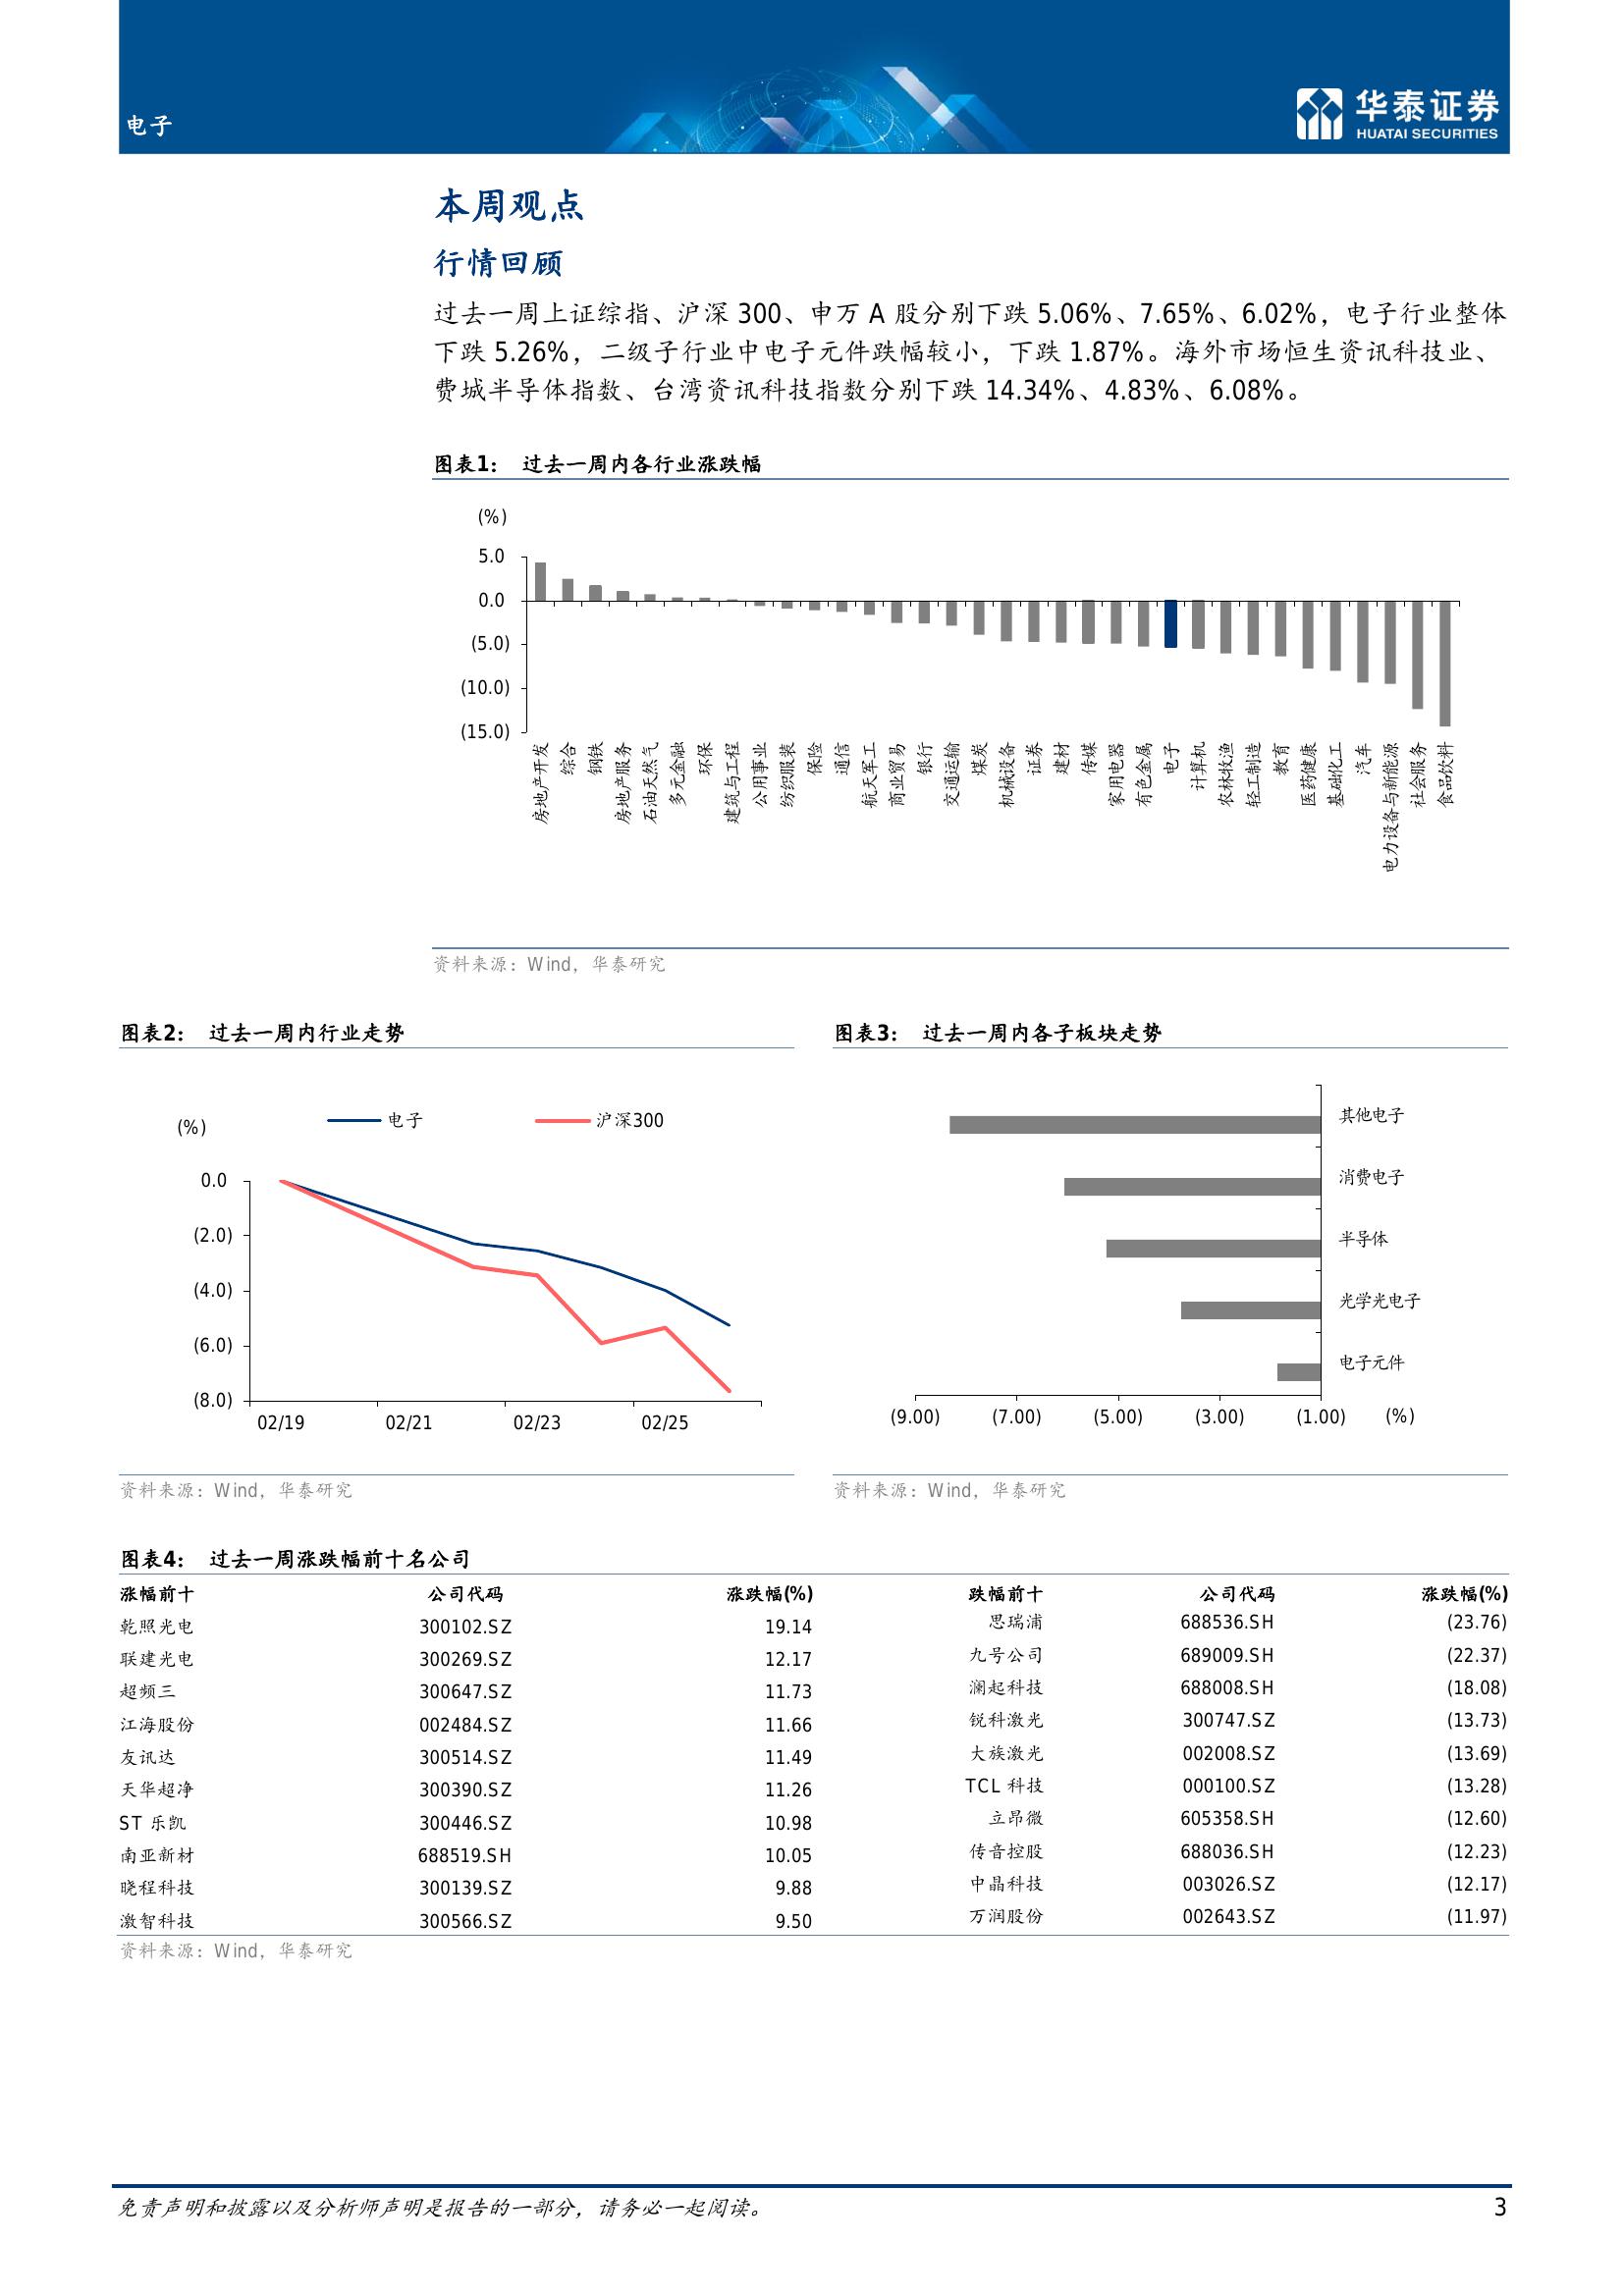 电子
华泰证券
HUATAI SECURITIES
本周观点
行情回顾
过去一周上证综指、沪深 300、申万 A 股分别下跌 5.06%、7.65%、6.02%，电子行业整体
下跌 5.26%，二级子行业中电子元件跌幅较小，下跌 1.87%。海外市场恒生资讯科技业、
费城半导体指数、台湾资讯科技指数分别下跌 14.34%、4.83%、6.08%。
图表1： 过去一周内各行业涨跌幅
(%)
5.0
0.0
(5.0)
(10.0)
(15.0)
房地产开发
综合
钢铁
房地产服务
石油天然气
多元金融
环保
建筑与工程
公用事业
纺织服装
保险
通信
航天军工
商业贸易
银行
交通运输
煤炭
机械设备
证券
建材
传媒
家用电器
有色金属
电子
计算机
农林牧渔
轻工制造
教育
医药健康
基础化工
汽车
电力设备与新能源
社会服务
食品饮料
资料来源：Wind，华泰研究
图表2： 过去一周内行业走势
(%)
电子 沪深300
0.0
(2.0)
(4.0)
(6.0)
(8.0)
02/19 02/21 02/23 02/25
资料来源：Wind，华泰研究
图表3： 过去一周内各子板块走势
其他电子
消费电子
半导体
光学光电子
电子元件
(9.00) (7.00) (5.00) (3.00) (1.00) (%)
资料来源：Wind，华泰研究
图表4： 过去一周涨跌幅前十名公司
涨幅前十 公司代码 涨跌幅(%) 跌幅前十 公司代码 涨跌幅(%)
乾照光电 300102.SZ 19.14 思瑞浦 688536.SH (23.76)
联建光电 300269.SZ 12.17 九号公司 689009.SH (22.37)
超频三 300647.SZ 11.73 澜起科技 688008.SH (18.08)
江海股份 002484.SZ 11.66 锐科激光 300747.SZ (13.73)
友讯达 300514.SZ 11.49 大族激光 002008.SZ (13.69)
天华超净 300390.SZ 11.26 TCL 科技 000100.SZ (13.28)
ST 乐凯 300446.SZ 10.98 立昂微 605358.SH (12.60)
南亚新材 688519.SH 10.05 传音控股 688036.SH (12.23)
晓程科技 300139.SZ 9.88 中晶科技 003026.SZ (12.17)
激智科技 300566.SZ 9.50 万润股份 002643.SZ (11.97)
资料来源：Wind，华泰研究
免责声明和披露以及分析师声明是报告的一部分，请务必一起阅读。 3